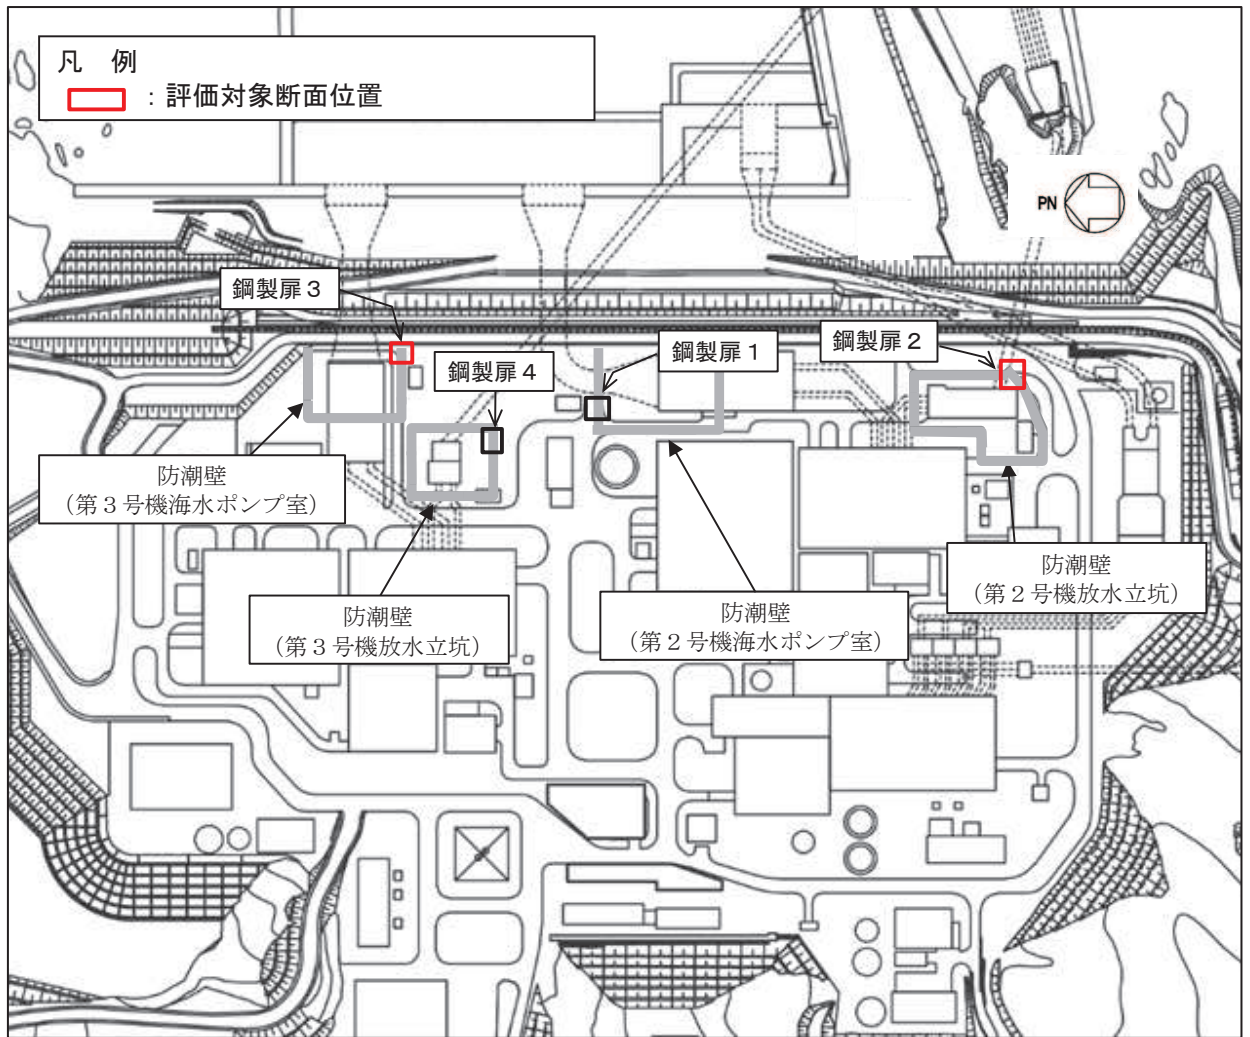 凡　例
：評価対象断面位置
PN
鋼製扉３
鋼製扉１
鋼製扉２
鋼製扉４
防潮壁
（第３号機海水ポンプ室）
防潮壁
（第２号機放水立坑）
防潮壁
（第３号機放水立坑）
防潮壁
（第２号機海水ポンプ室）